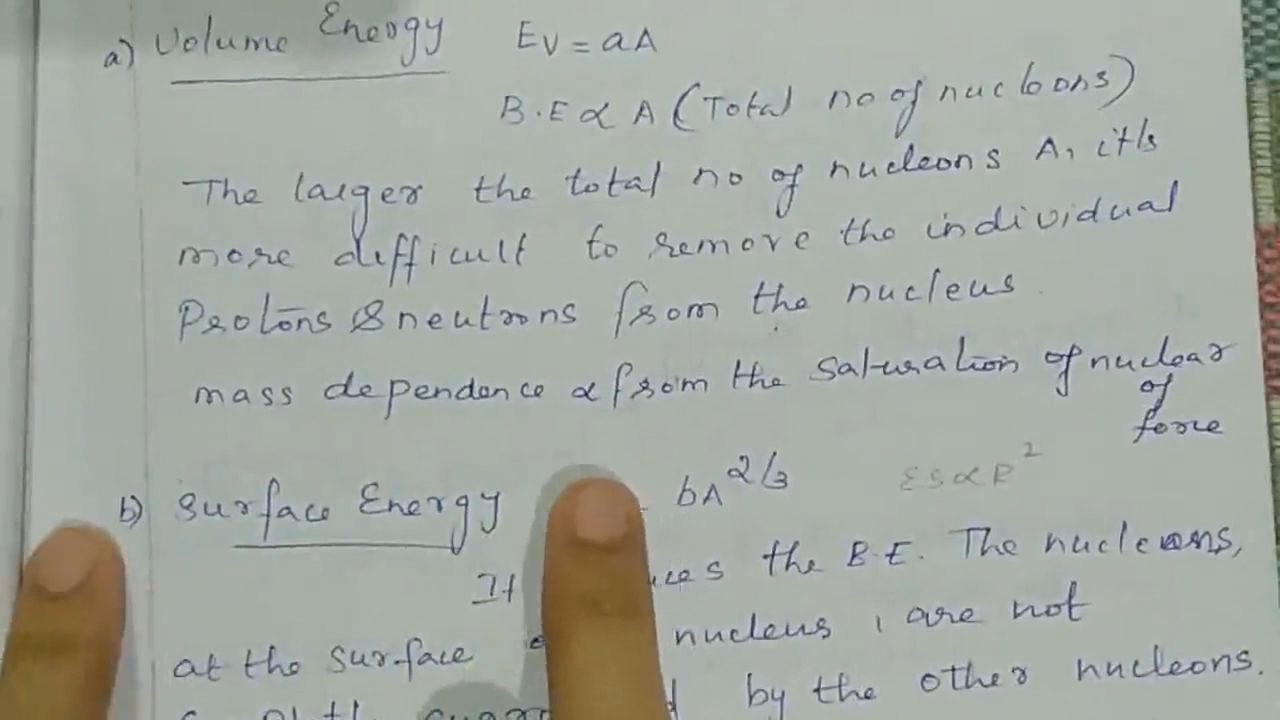 a) Volume Energy Ev = aA
B.E ∝ A (Total no of nucleons)
The larger the total no of nucleons A, it is
more difficult to remove the individual
Protons & neutrons from the nucleus.
mass dependence ∝ from the saturation of nuclear
of
force
b) Surface Energy bA^2/3 Es ∝ R^2
It the B.E. The nucleons,
at the surface nucleus, are not
by the other nucleons.